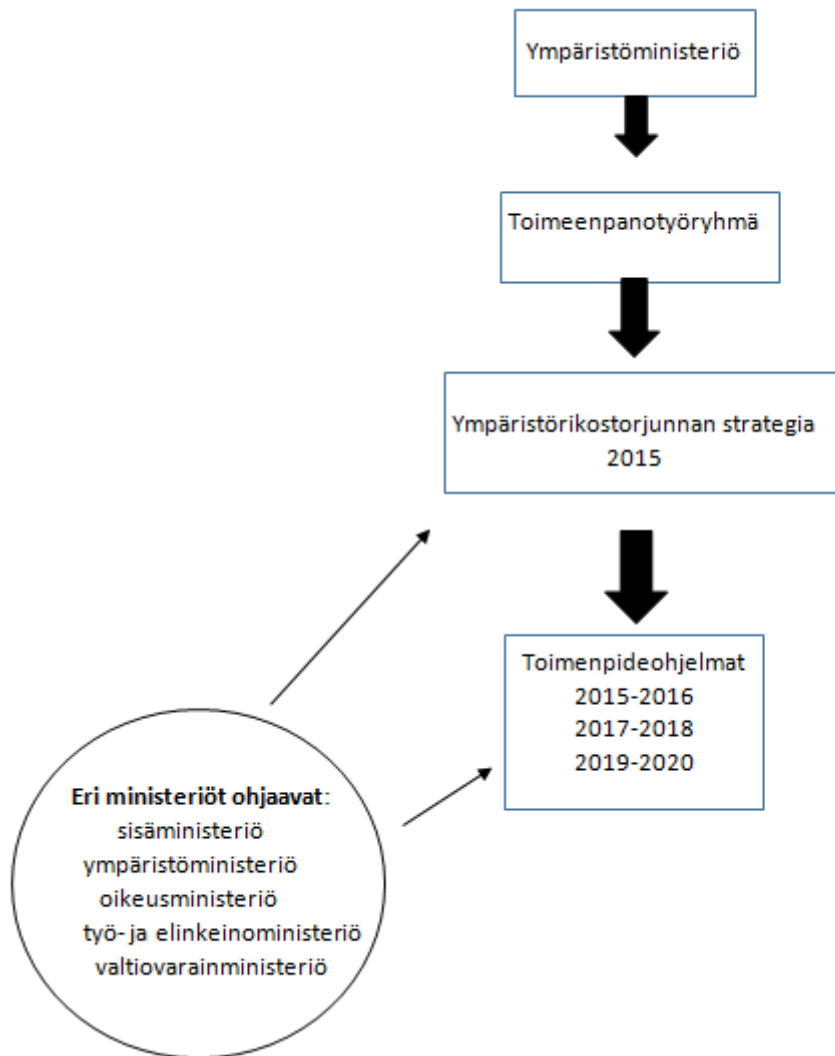 Ympäristöministeriö
Toimeenpanotyöryhmä
Ympäristörikostorjunnan strategia
2015
Toimenpideohjelmat
2015-2016
2017-2018
2019-2020
Eri ministeriöt ohjaavat:
sisäministeriö
ympäristöministeriö
oikeusministeriö
työ- ja elinkeinoministeriö
valtiovarainministeriö